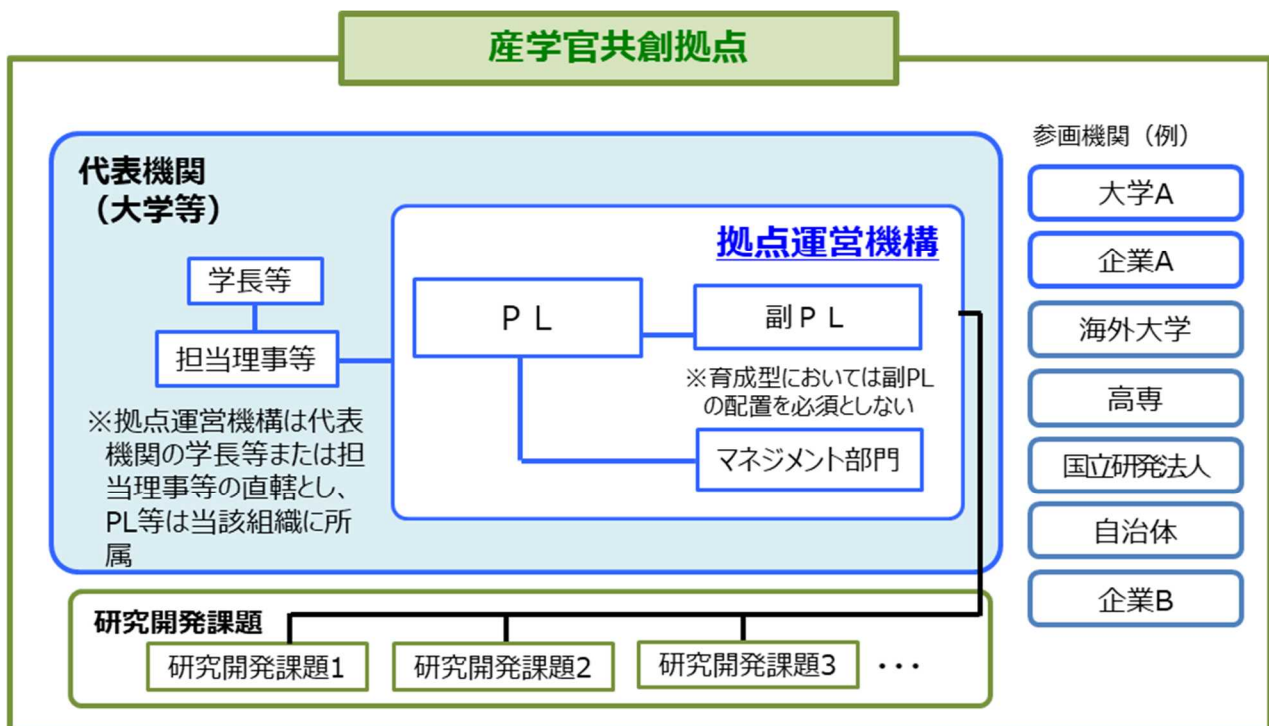 産学官共創拠点
代表機関
（大学等）
学長等
担当理事等
※拠点運営機構は代表
機関の学長等または担
当理事等の直轄とし、
PL等は当該組織に所
属
拠点運営機構
ＰＬ
副ＰＬ
※育成型においては副PL
の配置を必須としない
マネジメント部門
参画機関（例）
大学A
企業A
海外大学
高専
国立研発法人
自治体
企業B
研究開発課題
研究開発課題1
研究開発課題2
研究開発課題3
・・・